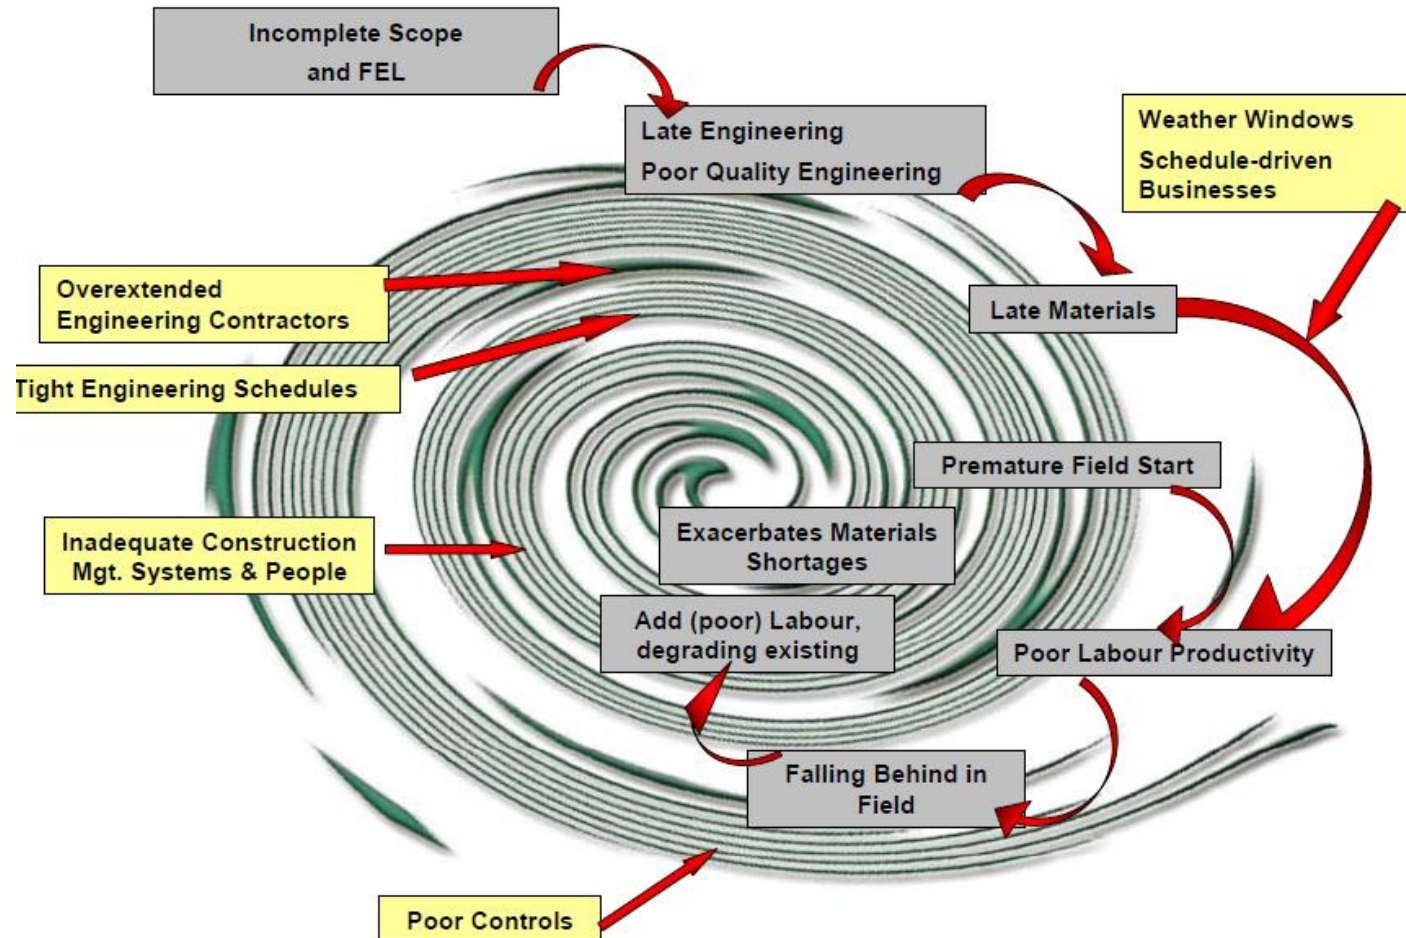 Incomplete Scope
and FEL
Late Engineering
Poor Quality Engineering
Weather Windows
Schedule-driven
Businesses
Overextended
Engineering Contractors
Late Materials
Tight Engineering Schedules
Premature Field Start
Inadequate Construction
Mgt. Systems & People
Exacerbates Materials
Shortages
Add (poor) Labour,
degrading existing
Poor Labour Productivity
Falling Behind in
Field
Poor Controls